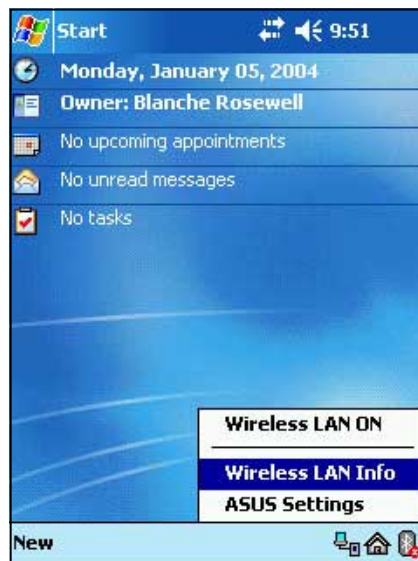 Start 9:51
Monday, January 05, 2004
Owner: Blanche Rosewell
No upcoming appointments
No unread messages
No tasks
Wireless LAN ON
Wireless LAN Info
ASUS Settings
New